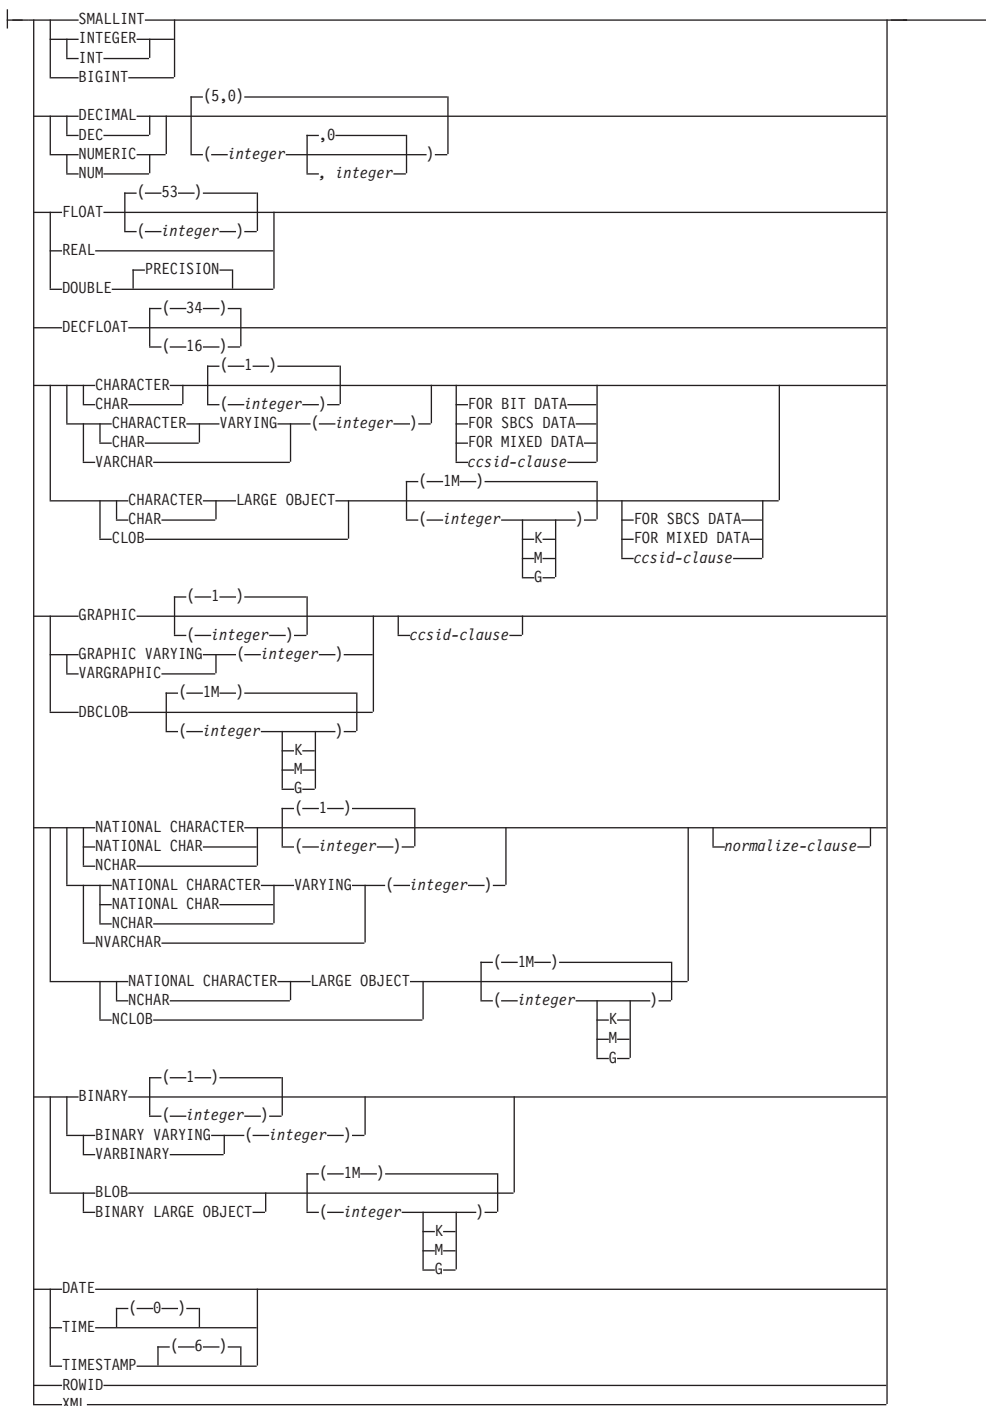 SMALLINT
INTEGER
INT
BIGINT
(5,0)
DECIMAL
DEC
,0
NUMERIC
( integer )
NUM
, integer
( 53 )
FLOAT
( integer )
REAL
PRECISION
DOUBLE
( 34 )
DECFLOAT
( 16 )
( 1 )
CHARACTER
CHAR
( integer )
FOR BIT DATA
CHARACTER VARYING ( integer )
FOR SBCS DATA
CHAR
FOR MIXED DATA
VARCHAR
ccsid-clause
( 1M )
CHARACTER LARGE OBJECT
CHAR
( integer )
FOR SBCS DATA
CLOB
K
FOR MIXED DATA
M
ccsid-clause
G
( 1 )
GRAPHIC
( integer )
ccsid-clause
GRAPHIC VARYING ( integer )
VARGRAPHIC
( 1M )
DBCLOB
( integer )
K
M
G
( 1 )
NATIONAL CHARACTER
NATIONAL CHAR
( integer )
normalize-clause
NCHAR
NATIONAL CHARACTER VARYING ( integer )
NATIONAL CHAR
NCHAR
NVARCHAR
( 1M )
NATIONAL CHARACTER LARGE OBJECT
NCHAR
( integer )
NCLOB
K
M
G
( 1 )
BINARY
( integer )
BINARY VARYING ( integer )
VARBINARY
( 1M )
BLOB
BINARY LARGE OBJECT
( integer )
K
M
G
DATE
( 0 )
TIME
( 6 )
TIMESTAMP
ROWID
XML